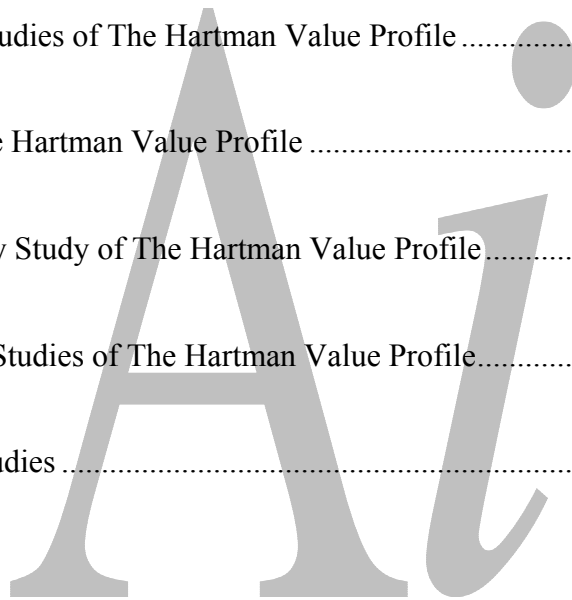 udies of The Hartman Value Profile..............
e Hartman Value Profile ..................................
y Study of The Hartman Value Profile...........
Studies of The Hartman Value Profile............
udies ..................................................................
Ai